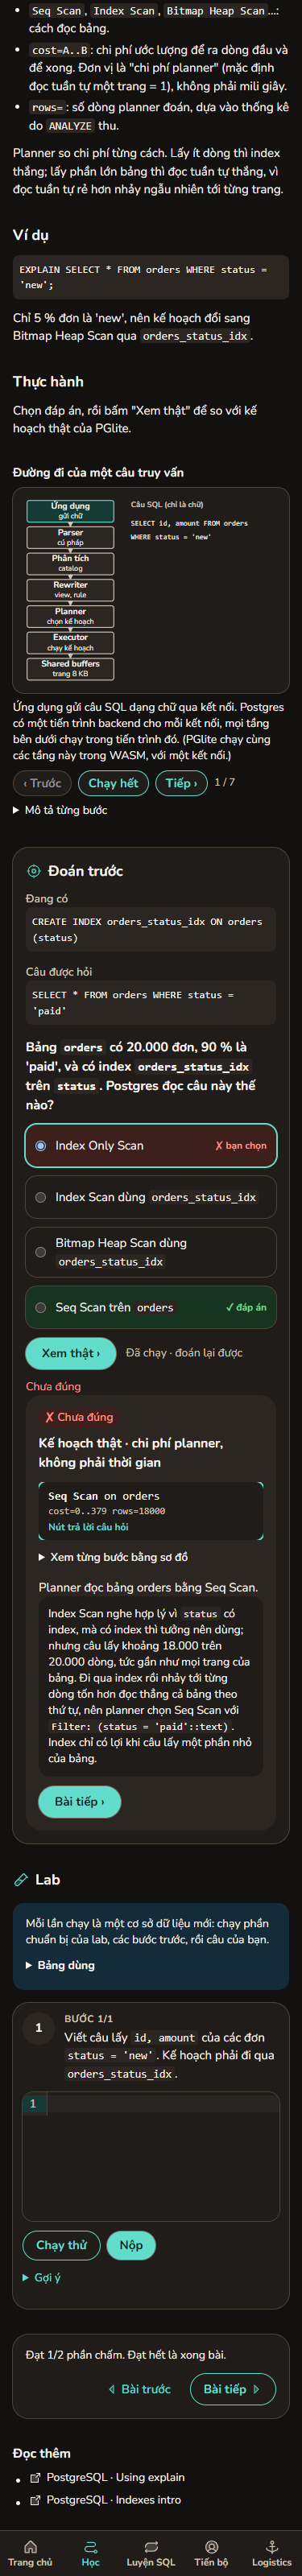 • Seq Scan, Index Scan, Bitmap Heap Scan…:
cách đọc bảng.
• cost=A..B: chi phí ước lượng để ra dòng đầu và
để xong. Đơn vị là "chi phí planner" (mặc định
đọc tuần tự một trang = 1), không phải mili giây.
• rows=: số dòng planner đoán, dựa vào thống kê
do ANALYZE thu.
Planner so chi phí từng cách. Lấy ít dòng thì index
thắng; lấy phần lớn bảng thì đọc tuần tự thắng, vì
đọc tuần tự rẻ hơn nhảy ngẫu nhiên tới từng trang.
Ví dụ
EXPLAIN SELECT * FROM orders WHERE status =
'new';
Chỉ 5 % đơn là 'new', nên kế hoạch đổi sang
Bitmap Heap Scan qua orders_status_idx.
Thực hành
Chọn đáp án, rồi bấm "Xem thật" để so với kế
hoạch thật của PGlite.
Đường đi của một câu truy vấn
Ứng dụng
gửi chữ
Parser
cú pháp
Phân tích
catalog
Rewriter
view, rule
Planner
chọn kế hoạch
Executor
chạy kế hoạch
Shared buffers
trang 8 KB
Câu SQL (chỉ là chữ)
SELECT id, amount FROM orders
WHERE status = 'new'
Ứng dụng gửi câu SQL dạng chữ qua kết nối. Postgres
có một tiến trình backend cho mỗi kết nối, mọi tầng
bên dưới chạy trong tiến trình đó. (PGlite chạy cùng
các tầng này trong WASM, với một kết nối.)
‹ Trước
Chạy hết
Tiếp ›
1 / 7
▶ Mô tả từng bước
Đoán trước
Đang có
CREATE INDEX orders_status_idx ON orders
(status)
Câu được hỏi
SELECT * FROM orders WHERE status =
'paid'
Bảng orders có 20.000 đơn, 90 % là
'paid', và có index orders_status_idx
trên status. Postgres đọc câu này thế
nào?
Index Only Scan
✗ bạn chọn
Index Scan dùng orders_status_idx
Bitmap Heap Scan dùng
orders_status_idx
Seq Scan trên orders
✓ đáp án
Xem thật ›
Đã chạy · đoán lại được
Chưa đúng
✗ Chưa đúng
Kế hoạch thật · chi phí planner,
không phải thời gian
Seq Scan on orders
cost=0..379 rows=18000
Nút trả lời câu hỏi
▶ Xem từng bước bằng sơ đồ
Planner đọc bảng orders bằng Seq Scan.
Index Scan nghe hợp lý vì status có
index, mà có index thì tưởng nên dùng;
nhưng câu lấy khoảng 18.000 trên
20.000 dòng, tức gần như mọi trang của
bảng. Đi qua index rồi nhảy tới từng
dòng tốn hơn đọc thẳng cả bảng theo
thứ tự, nên planner chọn Seq Scan với
Filter: (status = 'paid'::text).
Index chỉ có lợi khi câu lấy một phần nhỏ
của bảng.
Bài tiếp ›
Lab
Mỗi lần chạy là một cơ sở dữ liệu mới: chạy phần
chuẩn bị của lab, các bước trước, rồi câu của bạn.
▶ Bảng dùng
1
BƯỚC 1/1
Viết câu lấy id, amount của các đơn
status = 'new'. Kế hoạch phải đi qua
orders_status_idx.
1
Chạy thử
Nộp
▶ Gợi ý
Đạt 1/2 phần chấm. Đạt hết là xong bài.
Bài trước
Bài tiếp
Đọc thêm
• PostgreSQL · Using explain
• PostgreSQL · Indexes intro
Trang chủ
Học
Luyện SQL
Tiến bộ
Logistics